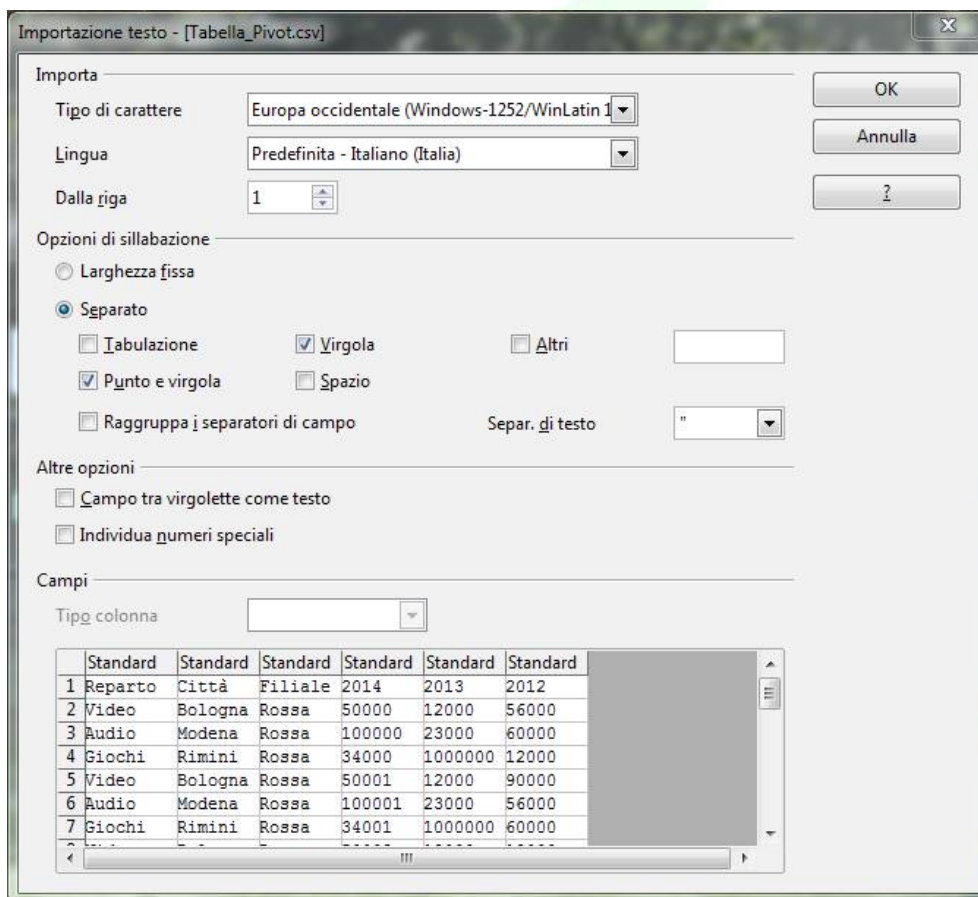 Importazione testo - [Tabella_Pivot.csv]
Importa
OK
Tipo di carattere Europa occidentale (Windows-1252/WinLatin 1
Annulla
Lingua Predefinita - Italiano (Italia)
Dalla riga 1
?
Opzioni di sillabazione
Larghezza fissa
Separato
Tabulazione Virgola Altri
Punto e virgola Spazio
Raggruppa i separatori di campo Separ. di testo "
Altre opzioni
Campo tra virgolette come testo
Individua numeri speciali
Campi
Tipo colonna
Standard Standard Standard Standard Standard Standard
1 Reparto Città Filiale 2014 2013 2012
2 Video Bologna Rossa 50000 12000 56000
3 Audio Modena Rossa 100000 23000 60000
4 Giochi Rimini Rossa 34000 1000000 12000
5 Video Bologna Rossa 50001 12000 90000
6 Audio Modena Rossa 100001 23000 56000
7 Giochi Rimini Rossa 34001 1000000 60000